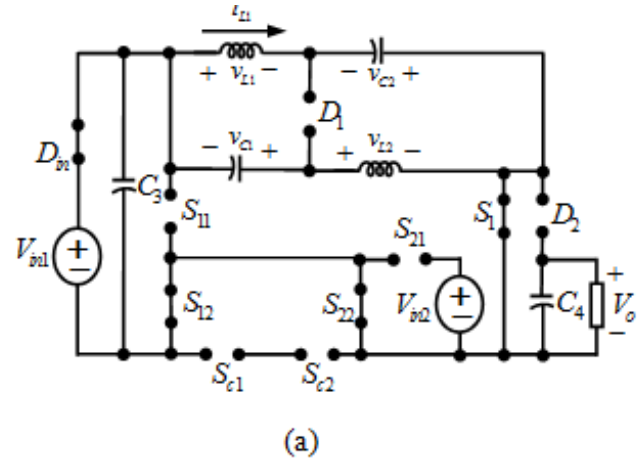 i_{L1}
+ v_{L1} −
− v_{C2} +
D_1
D_{in}
− v_{C1} +
+ v_{L2} −
C_3
S_{11}
S_1
D_2
S_{21}
V_{in1}
+
−
S_{12}
S_{22}
V_{in2}
+
−
C_4
+
V_o
−
S_{c1}
S_{c2}
(a)